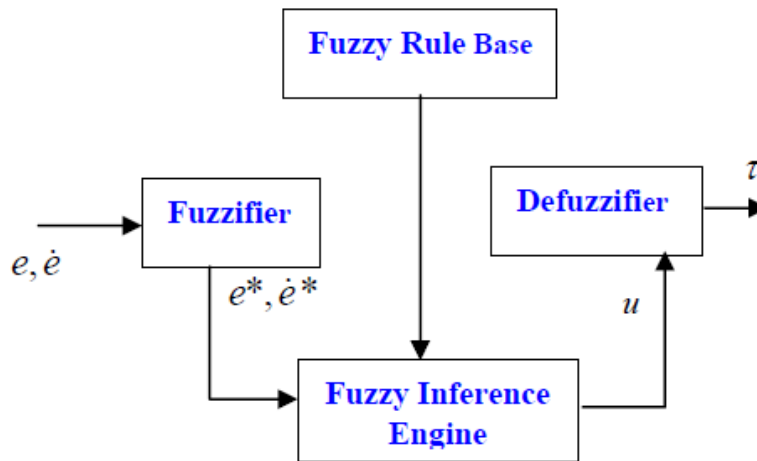 Fuzzy Rule Base
τ
Fuzzifier
Defuzzifier
e, ė
e*, ė*
u
Fuzzy Inference
Engine